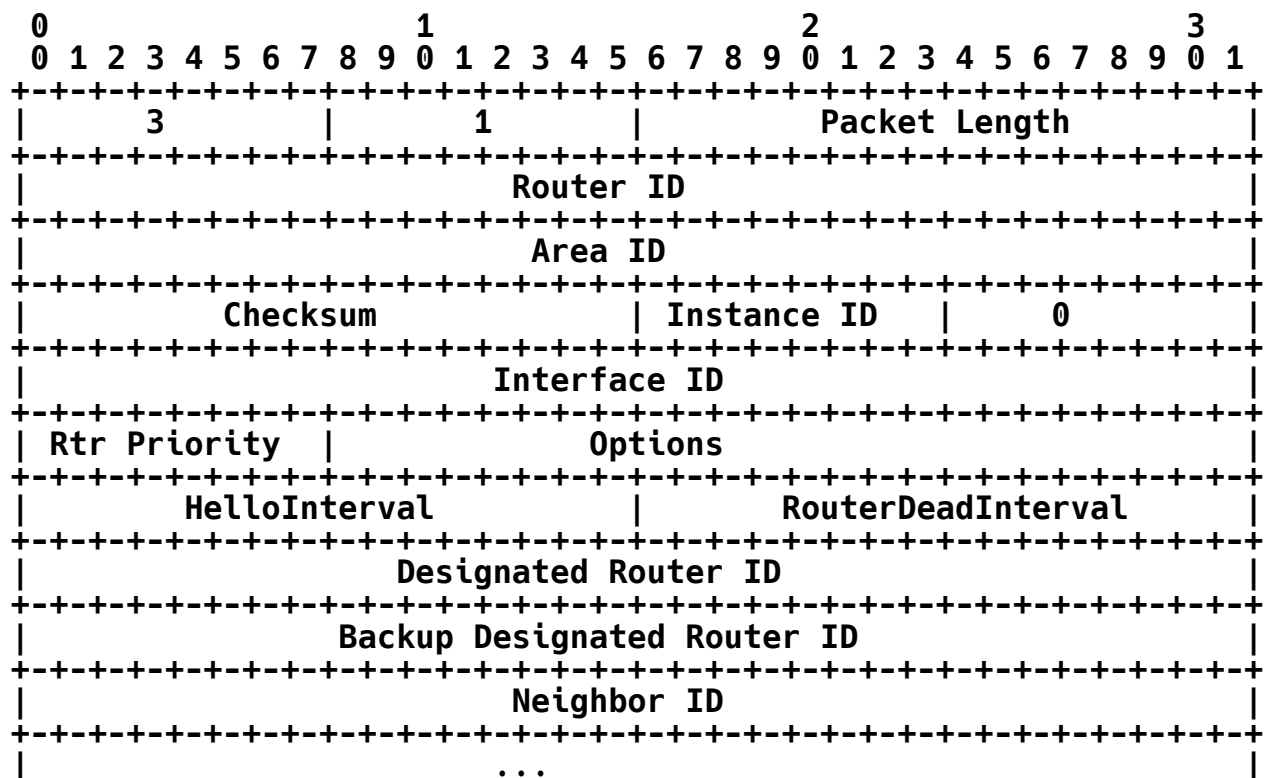 0                   1                   2                   3
 0 1 2 3 4 5 6 7 8 9 0 1 2 3 4 5 6 7 8 9 0 1 2 3 4 5 6 7 8 9 0 1
+-+-+-+-+-+-+-+-+-+-+-+-+-+-+-+-+-+-+-+-+-+-+-+-+-+-+-+-+-+-+-+-+
|      3        |       1       |         Packet Length         |
+-+-+-+-+-+-+-+-+-+-+-+-+-+-+-+-+-+-+-+-+-+-+-+-+-+-+-+-+-+-+-+-+
|                         Router ID                             |
+-+-+-+-+-+-+-+-+-+-+-+-+-+-+-+-+-+-+-+-+-+-+-+-+-+-+-+-+-+-+-+-+
|                          Area ID                              |
+-+-+-+-+-+-+-+-+-+-+-+-+-+-+-+-+-+-+-+-+-+-+-+-+-+-+-+-+-+-+-+-+
|          Checksum             | Instance ID   |     0         |
+-+-+-+-+-+-+-+-+-+-+-+-+-+-+-+-+-+-+-+-+-+-+-+-+-+-+-+-+-+-+-+-+
|                        Interface ID                           |
+-+-+-+-+-+-+-+-+-+-+-+-+-+-+-+-+-+-+-+-+-+-+-+-+-+-+-+-+-+-+-+-+
| Rtr Priority  |             Options                           |
+-+-+-+-+-+-+-+-+-+-+-+-+-+-+-+-+-+-+-+-+-+-+-+-+-+-+-+-+-+-+-+-+
|        HelloInterval          |       RouterDeadInterval      |
+-+-+-+-+-+-+-+-+-+-+-+-+-+-+-+-+-+-+-+-+-+-+-+-+-+-+-+-+-+-+-+-+
|                   Designated Router ID                        |
+-+-+-+-+-+-+-+-+-+-+-+-+-+-+-+-+-+-+-+-+-+-+-+-+-+-+-+-+-+-+-+-+
|                Backup Designated Router ID                    |
+-+-+-+-+-+-+-+-+-+-+-+-+-+-+-+-+-+-+-+-+-+-+-+-+-+-+-+-+-+-+-+-+
|                         Neighbor ID                           |
+-+-+-+-+-+-+-+-+-+-+-+-+-+-+-+-+-+-+-+-+-+-+-+-+-+-+-+-+-+-+-+-+
|                        ...                                    |